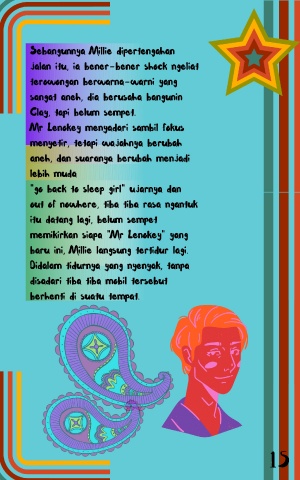 Sebangunnya Millie dipertengahan
jalan itu, ia bener-bener shock ngeliat
terowongan berwarna-warni yang
sangat aneh, dia berusaha bangunin
Clay, tapi belum sempet.
Mr Lenokey menyadari sambil fokus
menyetir, tetapi wajahnya berubah
aneh, dan suaranya berubah menjadi
lebih muda
"go back to sleep girl" ujarnya dan
out of nowhere, tiba tiba rasa ngantuk
itu datang lagi, belum sempet
memikirkan siapa "Mr Lenokey" yang
baru ini, Millie langsung tertidur lagi.
Didalam tidurnya yang nyenyak, tanpa
disadari tiba tiba mobil tersebut
berhenti di suatu tempat.
15